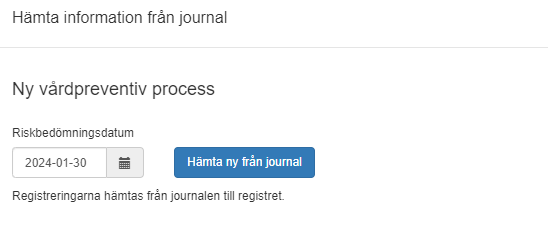 Hämta information från journal
Ny vårdpreventiv process
Riskbedömningsdatum
2024-01-30
Hämta ny från journal
Registreringarna hämtas från journalen till registret.